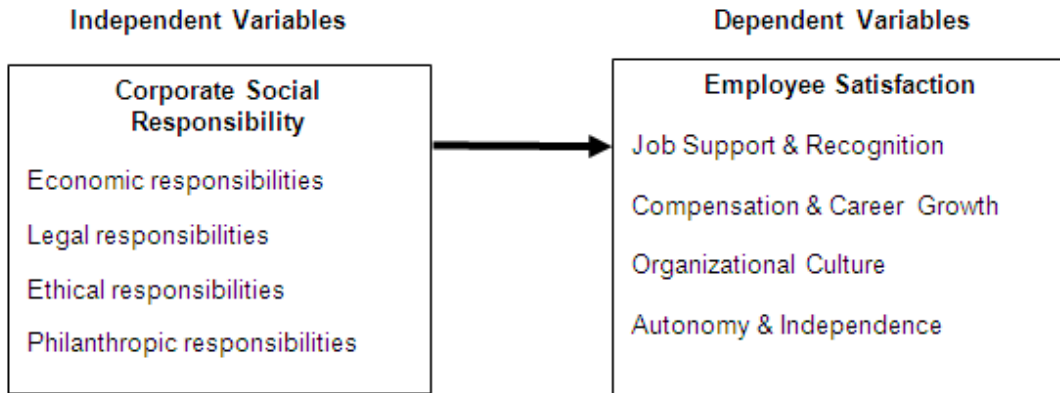 Independent Variables
Corporate Social
Responsibility
Economic responsibilities
Legal responsibilities
Ethical responsibilities
Philanthropic responsibilities
Dependent Variables
Employee Satisfaction
Job Support & Recognition
Compensation & Career Growth
Organizational Culture
Autonomy & Independence